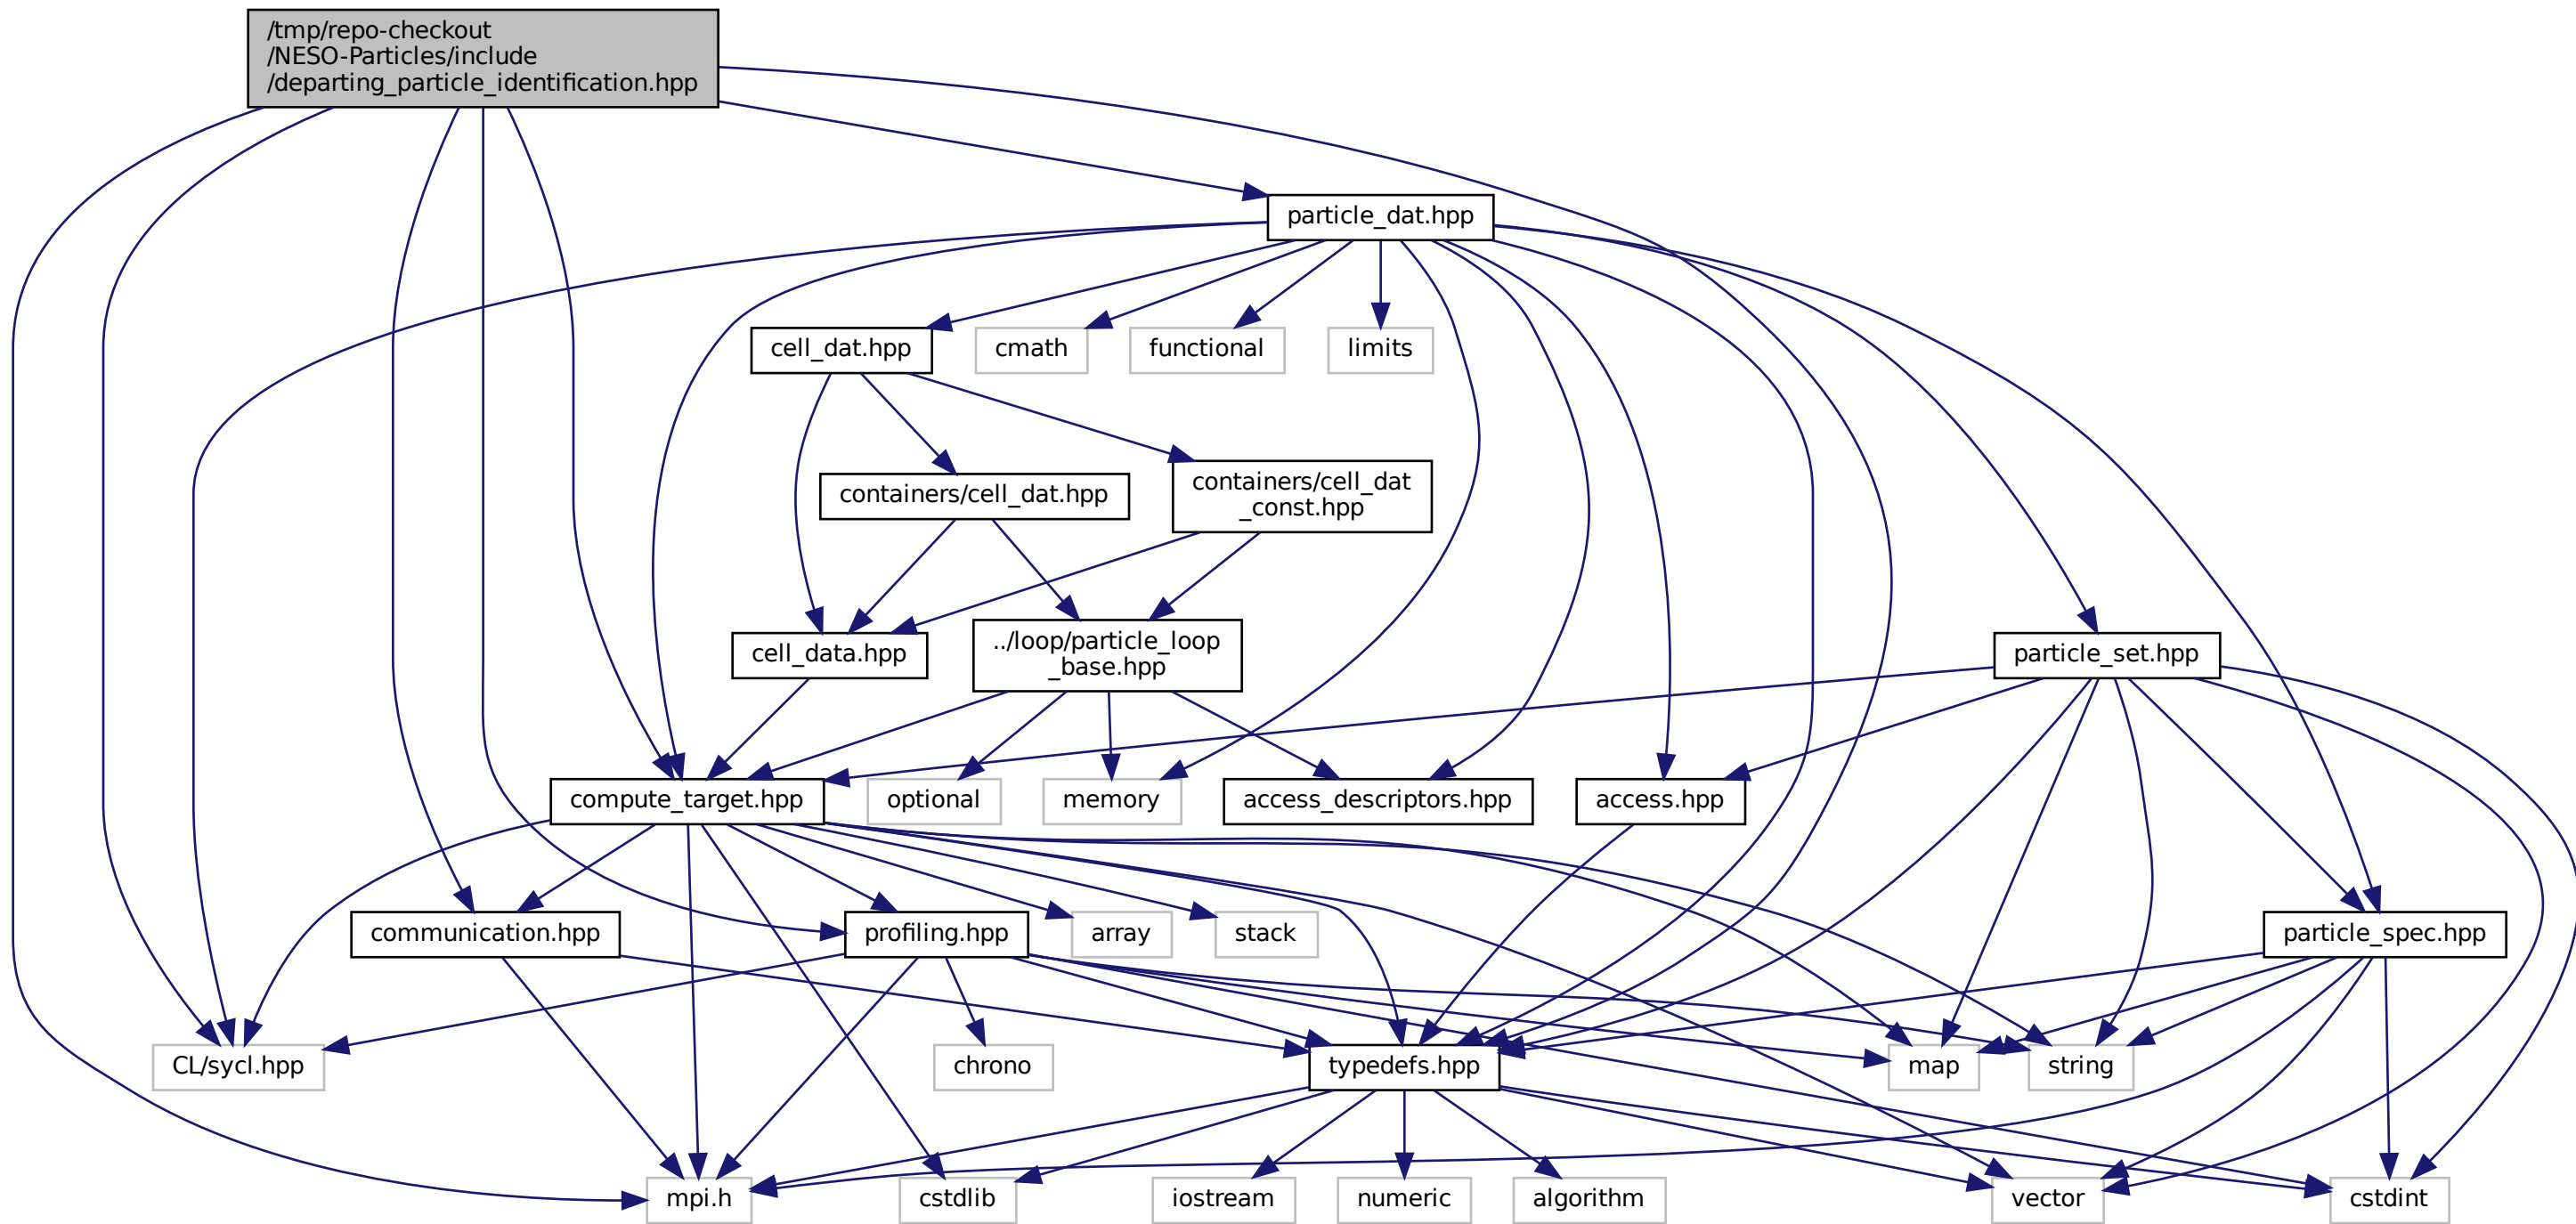 /tmp/repo-checkout
/NESO-Particles/include
/departing_particle_identification.hpp
particle_dat.hpp
cell_dat.hpp
cmath
functional
limits
containers/cell_dat.hpp
containers/cell_dat
_const.hpp
cell_data.hpp
../loop/particle_loop
_base.hpp
particle_set.hpp
compute_target.hpp
optional
memory
access_descriptors.hpp
access.hpp
communication.hpp
profiling.hpp
array
stack
particle_spec.hpp
CL/sycl.hpp
chrono
typedefs.hpp
map
string
mpi.h
cstdlib
iostream
numeric
algorithm
vector
cstdint